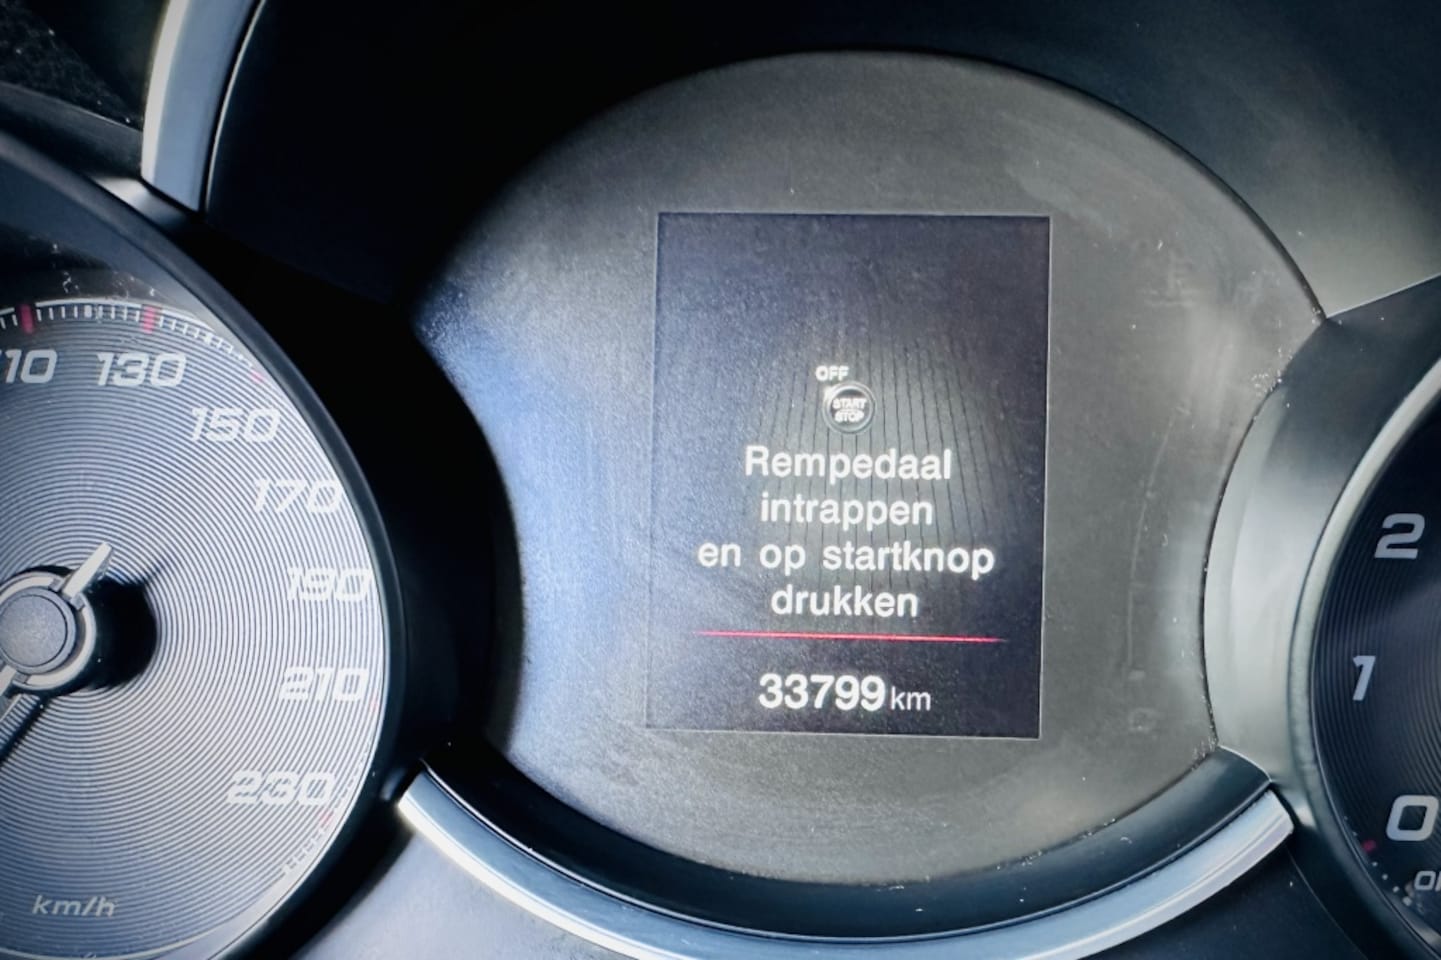 110
130
150
170
190
210
230
km/h
OFF
START
STOP
Rempedaal
intrappen
en op startknop
drukken
33799 km
2
1
0